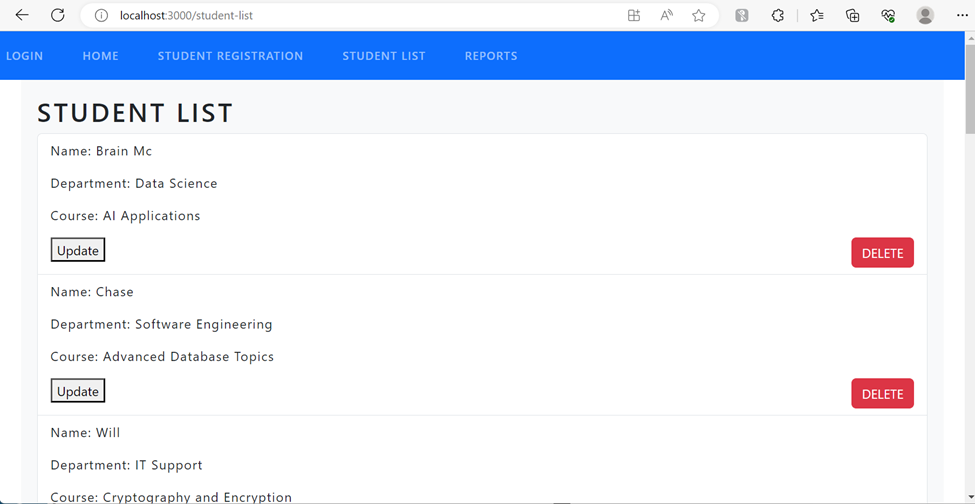 localhost:3000/student-list
LOGIN HOME STUDENT REGISTRATION STUDENT LIST REPORTS
STUDENT LIST
Name: Brain Mc
Department: Data Science
Course: AI Applications
Update DELETE
Name: Chase
Department: Software Engineering
Course: Advanced Database Topics
Update DELETE
Name: Will
Department: IT Support
Course: Cryptography and Encryption